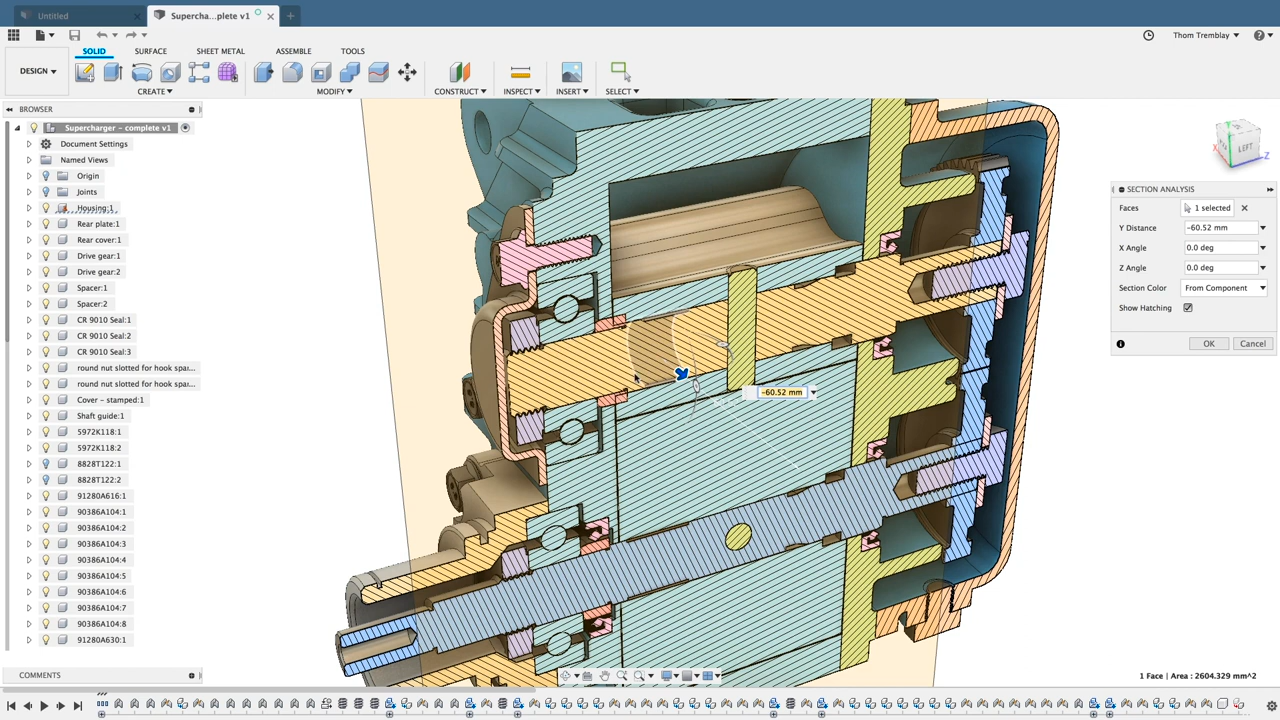 Untitled
Supercha...plete v1
Thom Tremblay
DESIGN
SOLID SURFACE SHEET METAL ASSEMBLE TOOLS
CREATE MODIFY CONSTRUCT INSPECT INSERT SELECT
BROWSER
Supercharger - complete v1
Document Settings
Named Views
Origin
Joints
Housing:1
Rear plate:1
Rear cover:1
Drive gear:1
Drive gear:2
Spacer:1
Spacer:2
CR 9010 Seal:1
CR 9010 Seal:2
CR 9010 Seal:3
round nut slotted for hook spa...
round nut slotted for hook spa...
Cover - stamped:1
Shaft guide:1
5972K118:1
5972K118:2
8828T122:1
8828T122:2
91280A616:1
90386A104:1
90386A104:2
90386A104:3
90386A104:4
90386A104:5
90386A104:6
90386A104:7
90386A104:8
91280A630:1
COMMENTS
LEFT
SECTION ANALYSIS
Faces 1 selected
Y Distance -60.52 mm
X Angle 0.0 deg
Z Angle 0.0 deg
Section Color From Component
Show Hatching
OK Cancel
-60.52 mm
X
Z
1 Face | Area : 2604.329 mm^2